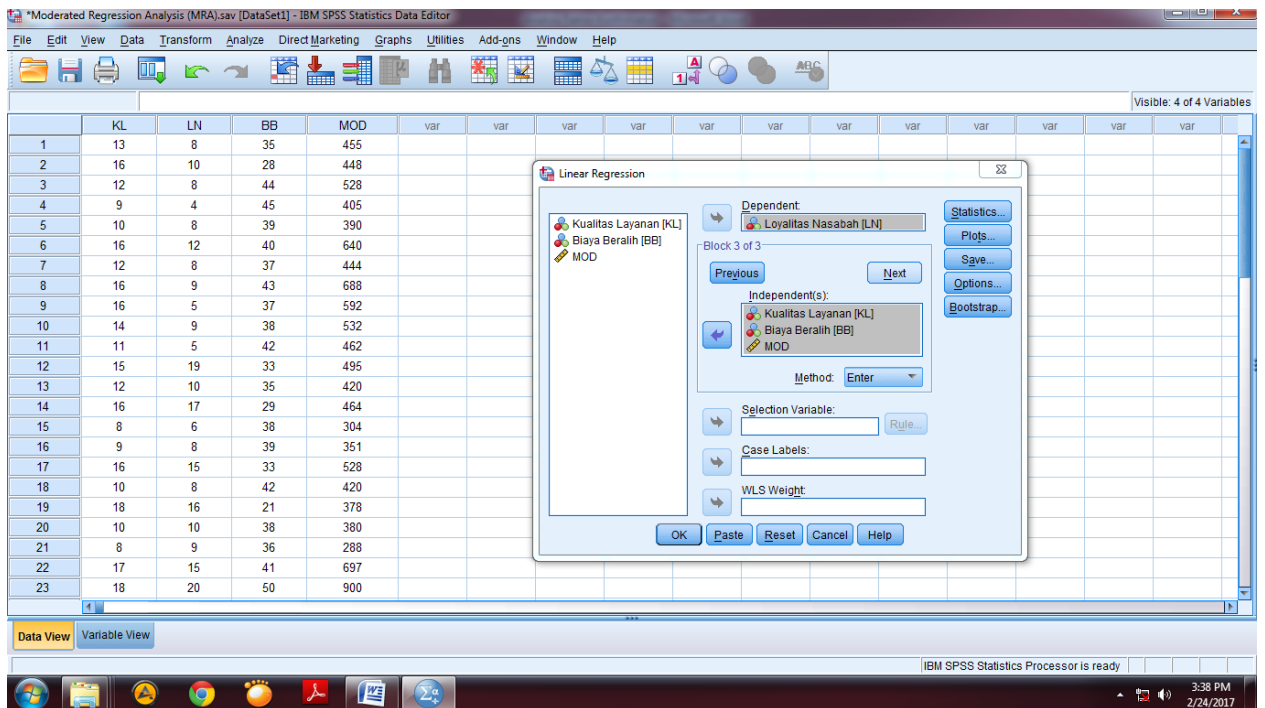 *Moderated Regression Analysis (MRA).sav [DataSet1] - IBM SPSS Statistics Data Editor
File Edit View Data Transform Analyze Direct Marketing Graphs Utilities Add-ons Window Help
Visible: 4 of 4 Variables
KL LN BB MOD var var var var var var var var var var var var
1 13 8 35 455
2 16 10 28 448
3 12 8 44 528
4 9 4 45 405
5 10 8 39 390
6 16 12 40 640
7 12 8 37 444
8 16 9 43 688
9 16 5 37 592
10 14 9 38 532
11 11 5 42 462
12 15 19 33 495
13 12 10 35 420
14 16 17 29 464
15 8 6 38 304
16 9 8 39 351
17 16 15 33 528
18 10 8 42 420
19 18 16 21 378
20 10 10 38 380
21 8 9 36 288
22 17 15 41 697
23 18 20 50 900
Linear Regression
Kualitas Layanan [KL]
Biaya Beralih [BB]
MOD
Dependent:
Loyalitas Nasabah [LN]
Block 3 of 3
Previous Next
Independent(s):
Kualitas Layanan [KL]
Biaya Beralih [BB]
MOD
Method: Enter
Selection Variable:
Rule...
Case Labels:
WLS Weight:
Statistics...
Plots...
Save...
Options...
Bootstrap...
OK Paste Reset Cancel Help
Data View Variable View
IBM SPSS Statistics Processor is ready
3:38 PM
2/24/2017